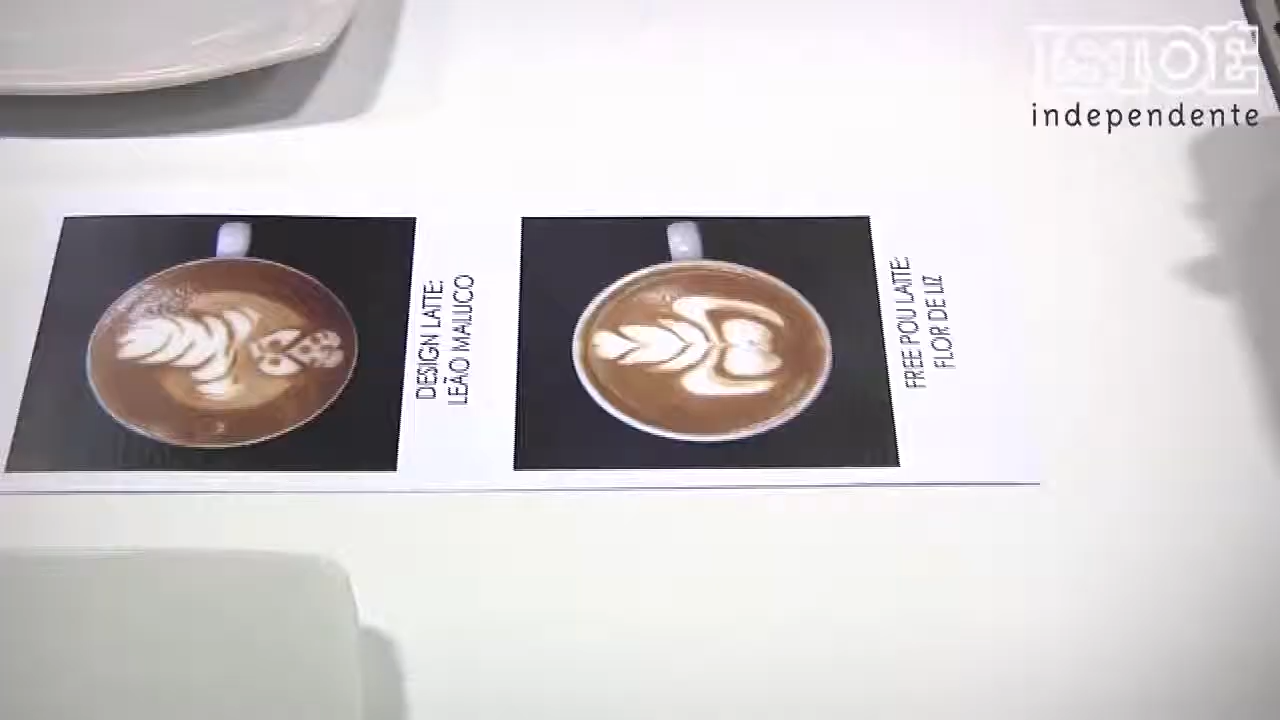 ISTOÉ
independente
DESIGN LATTE:
LEÃO MALUCO
FREE POU LATTE:
FLOR DE LIZ